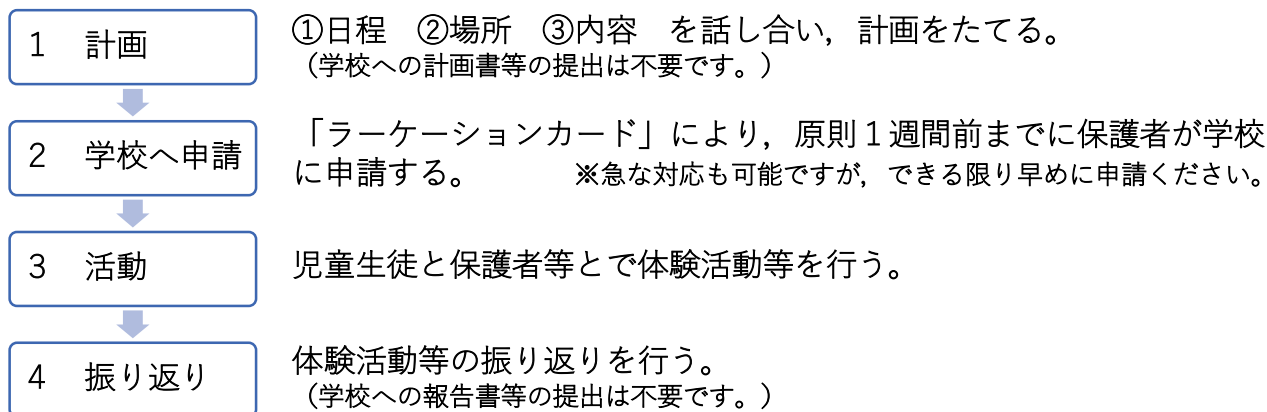 1　計画
①日程　②場所　③内容　を話し合い，計画をたてる。
（学校への計画書等の提出は不要です。）
2　学校へ申請
「ラーケーションカード」により，原則１週間前までに保護者が学校
に申請する。　　　※急な対応も可能ですが，できる限り早めに申請ください。
3　活動
児童生徒と保護者等とで体験活動等を行う。
4　振り返り
体験活動等の振り返りを行う。
（学校への報告書等の提出は不要です。）